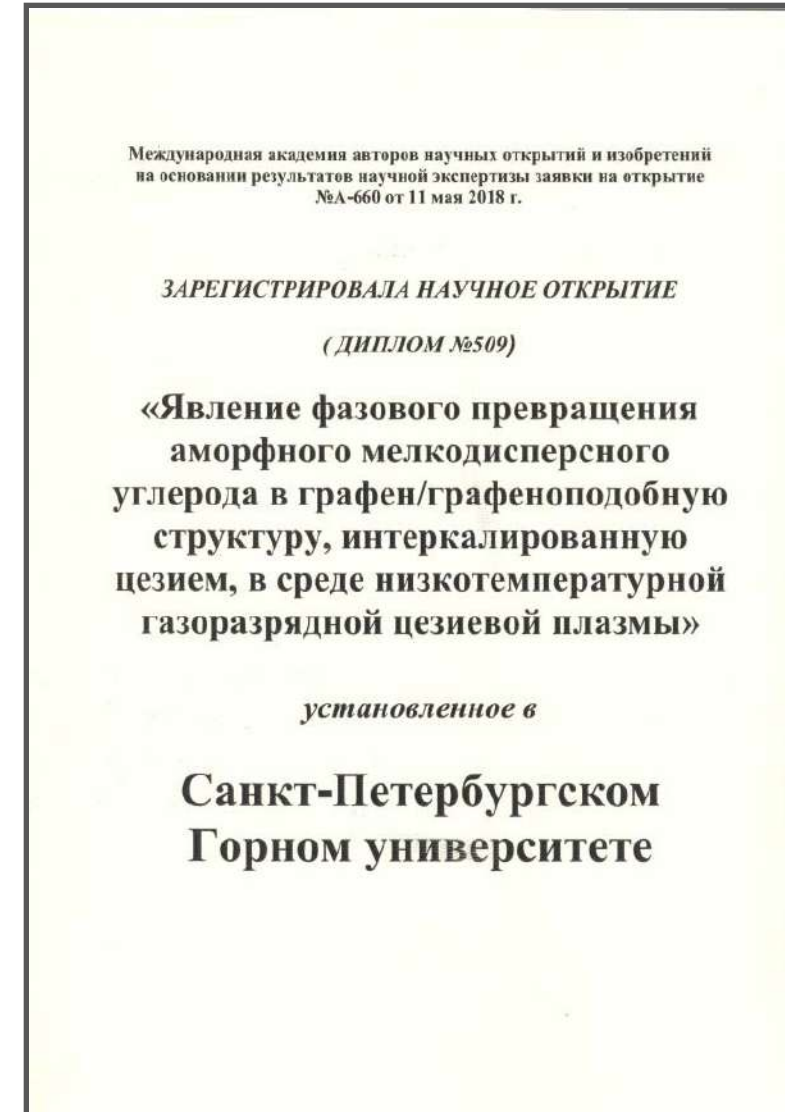 Международная академия авторов научных открытий и изобретений
на основании результатов научной экспертизы заявки на открытие
№А-660 от 11 мая 2018 г.
ЗАРЕГИСТРИРОВАЛА НАУЧНОЕ ОТКРЫТИЕ
( ДИПЛОМ №509)
«Явление фазового превращения
аморфного мелкодисперсного
углерода в графен/графеноподобную
структуру, интеркалированную
цезием, в среде низкотемпературной
газоразрядной цезиевой плазмы»
установленное в
Санкт-Петербургском
Горном университете